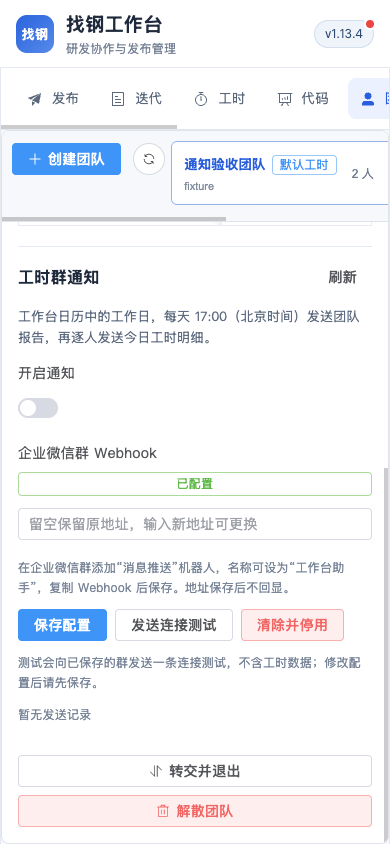 找钢
找钢工作台
研发协作与发布管理
v1.13.4
发布
迭代
工时
代码
创建团队
通知验收团队
默认工时
2 人
fixture
工时群通知
刷新
工作台日历中的工作日，每天 17:00（北京时间）发送团队
报告，再逐人发送今日工时明细。
开启通知
企业微信群 Webhook
已配置
留空保留原地址，输入新地址可更换
在企业微信群添加“消息推送”机器人，名称可设为“工作台助
手”，复制 Webhook 后保存。地址保存后不回显。
保存配置
发送连接测试
清除并停用
测试会向已保存的群发送一条连接测试，不含工时数据；修改配
置后请先保存。
暂无发送记录
转交并退出
解散团队